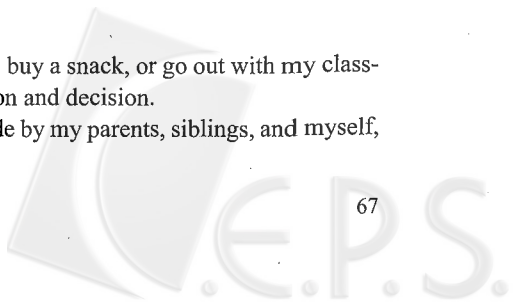 buy a snack, or go out with my class-
on and decision.
le by my parents, siblings, and myself,
67
C.E.P.S.